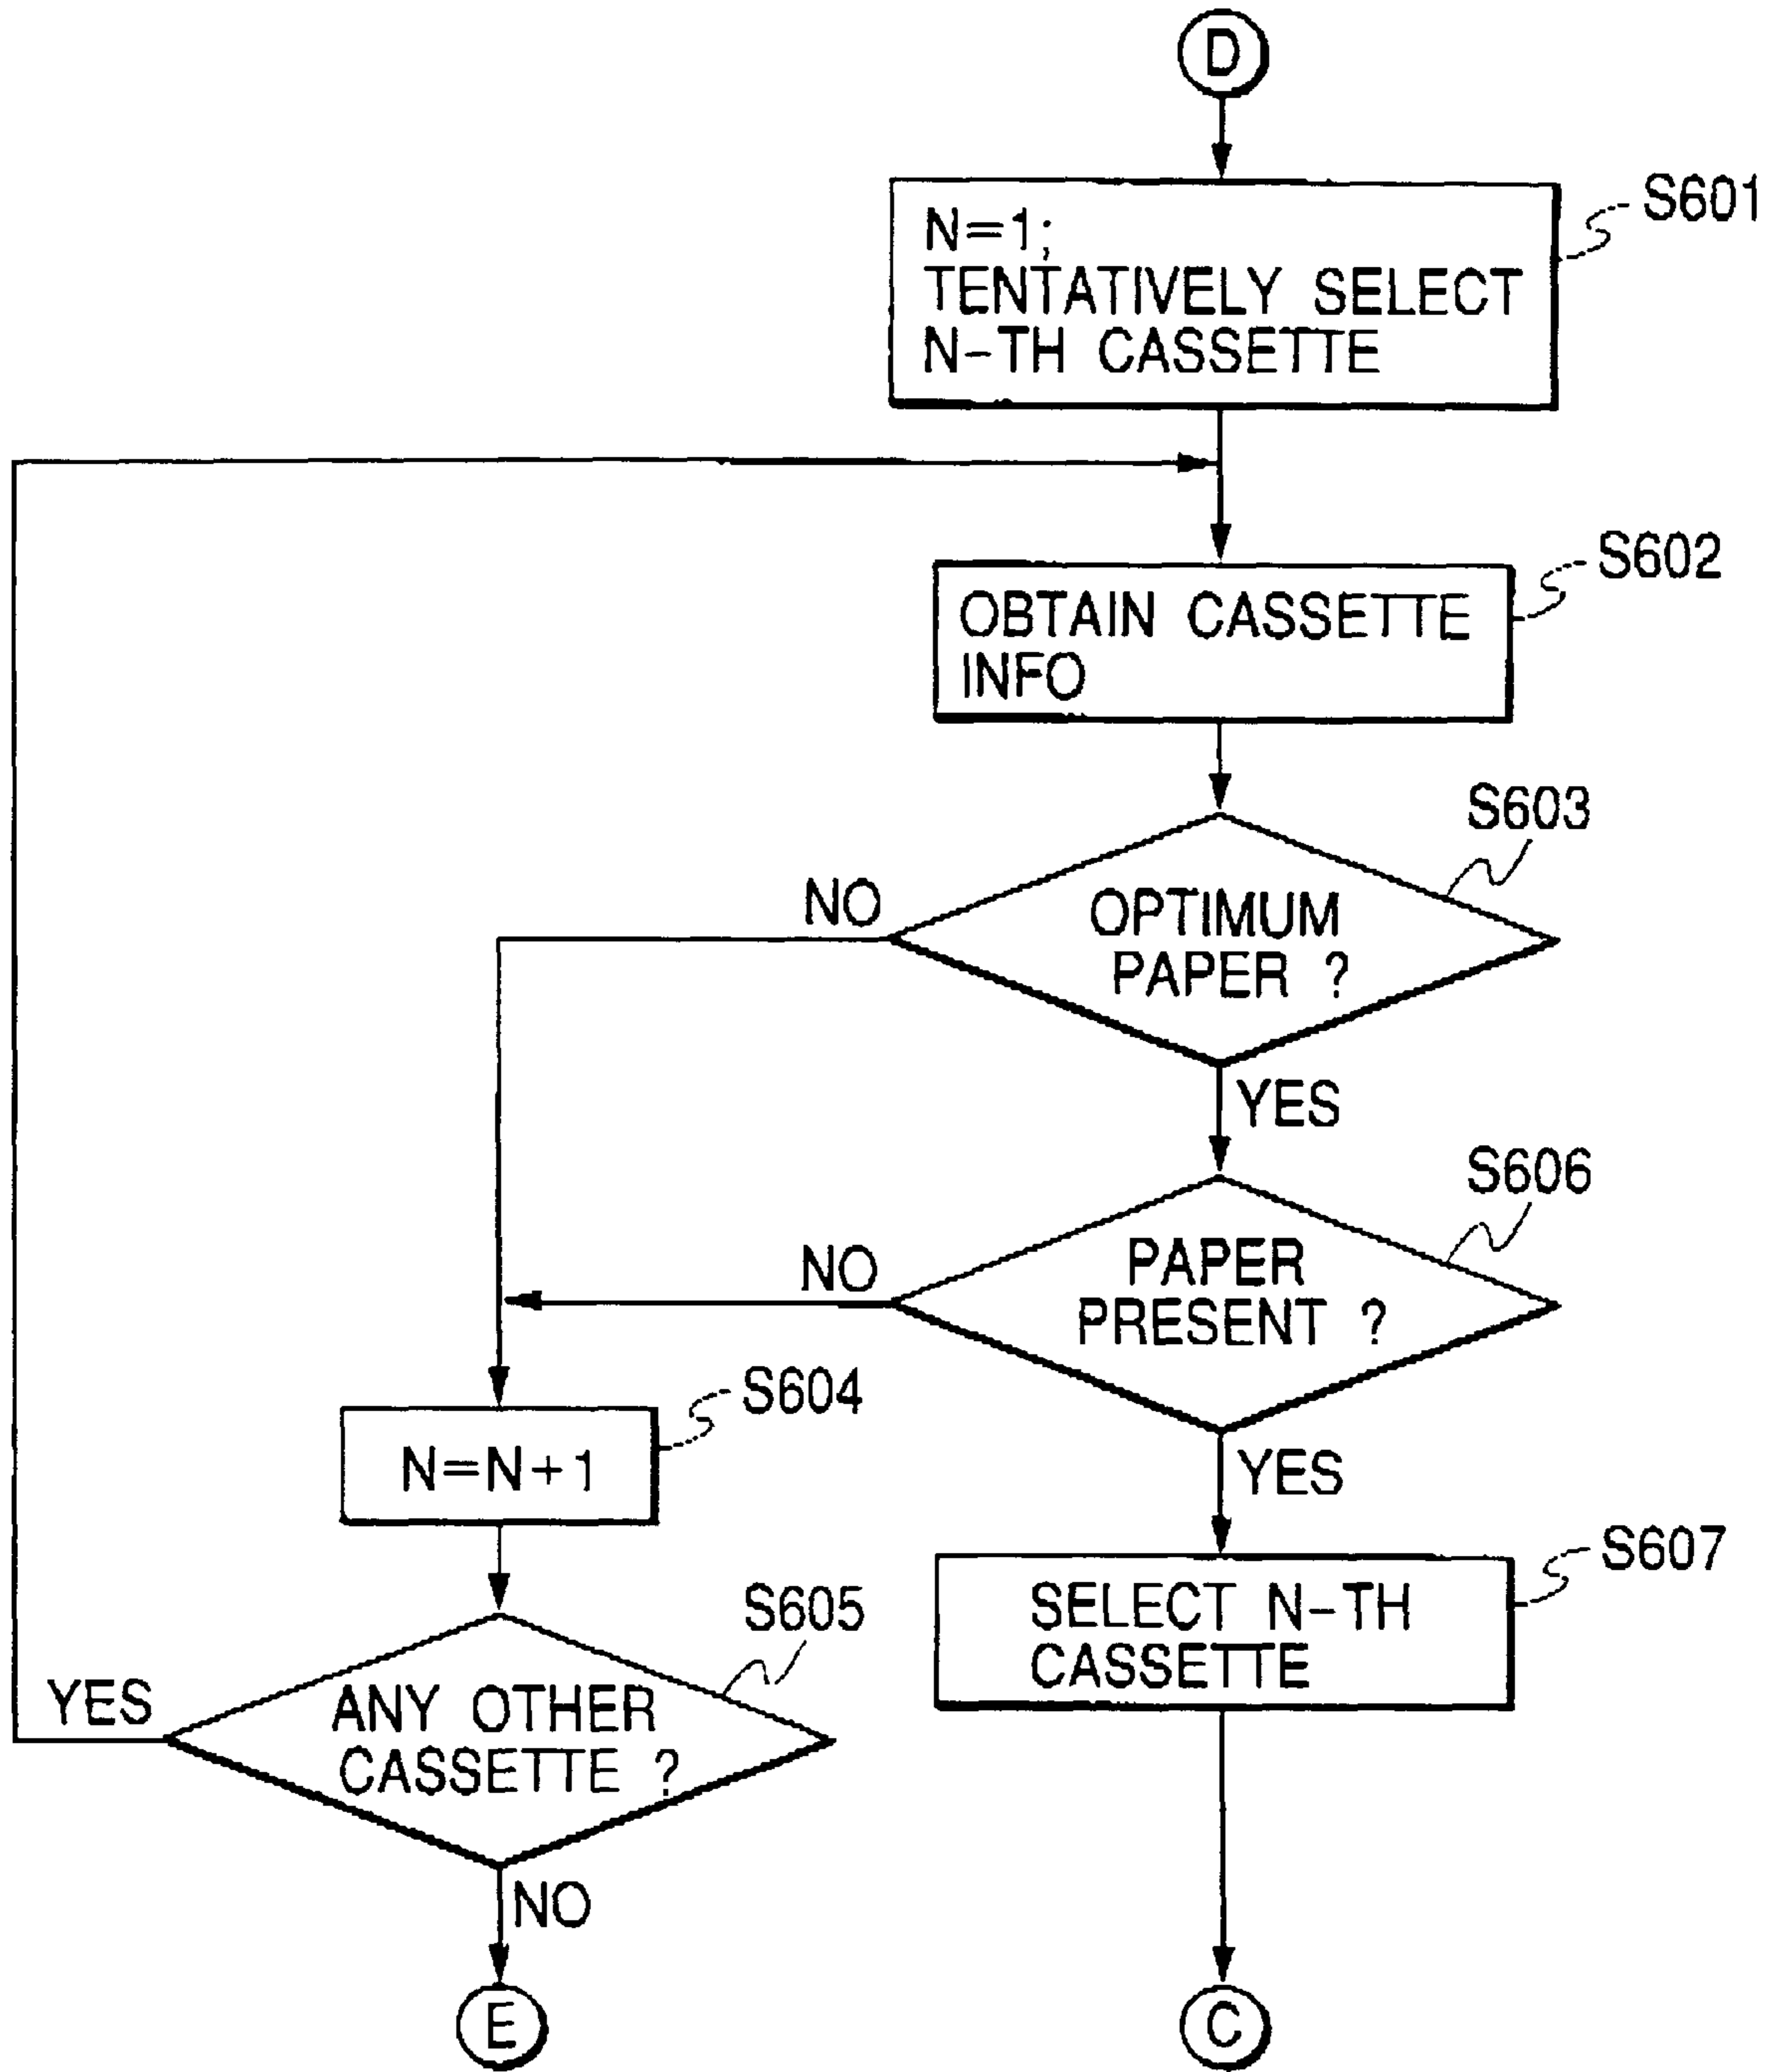 D
N=1;
TENTATIVELY SELECT
N-TH CASSETTE
S601
OBTAIN CASSETTE
INFO
S602
S603
OPTIMUM
PAPER ?
NO
YES
S606
PAPER
PRESENT ?
NO
YES
S604
N=N+1
S607
SELECT N-TH
CASSETTE
S605
ANY OTHER
CASSETTE ?
YES
NO
E
C